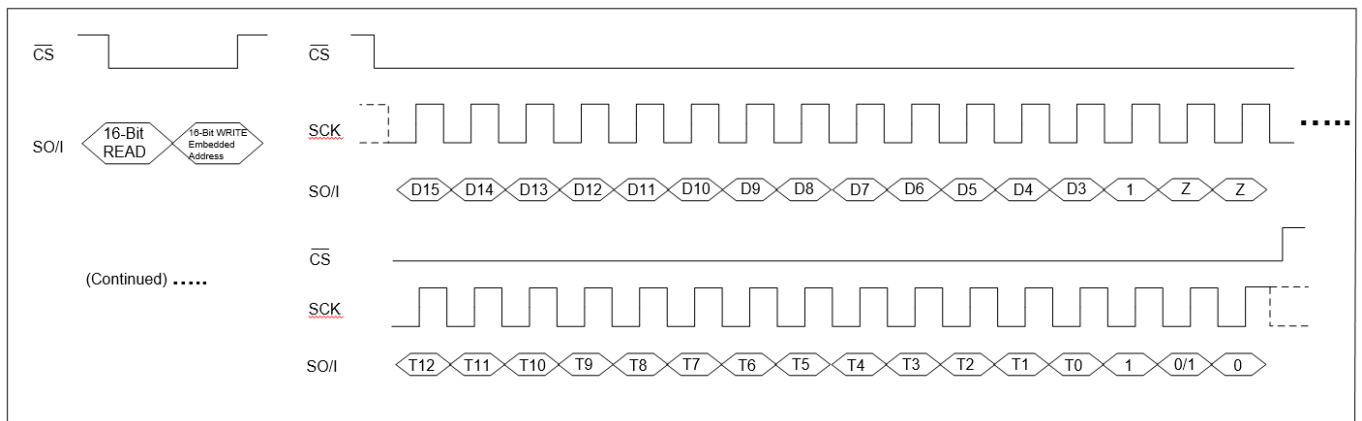 CS
SO/I
16-Bit
READ
16-Bit WRITE
Embedded
Address
CS
SCK
SO/I
D15 D14 D13 D12 D11 D10 D9 D8 D7 D6 D5 D4 D3 1 Z Z
.....
(Continued) .....
CS
SCK
SO/I
T12 T11 T10 T9 T8 T7 T6 T5 T4 T3 T2 T1 T0 1 0/1 0